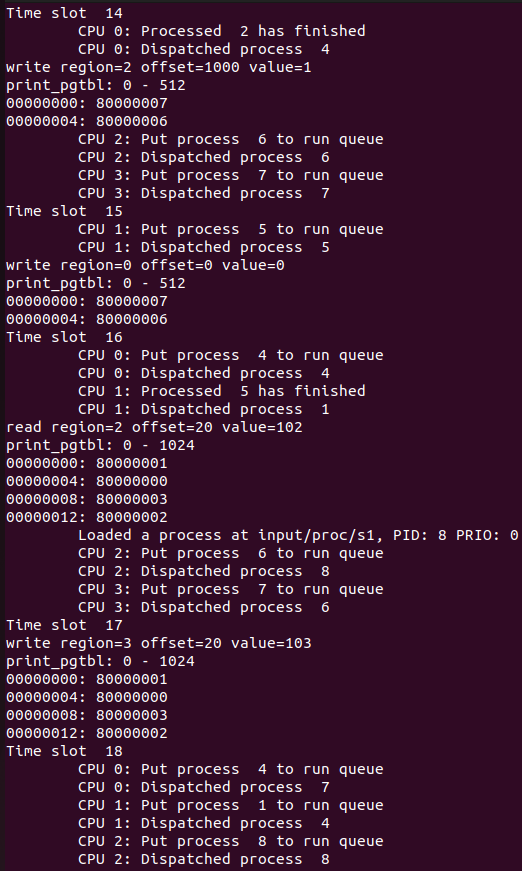 Time slot  14
        CPU 0: Processed  2 has finished
        CPU 0: Dispatched process  4
write region=2 offset=1000 value=1
print_pgtbl: 0 - 512
00000000: 80000007
00000004: 80000006
        CPU 2: Put process  6 to run queue
        CPU 2: Dispatched process  6
        CPU 3: Put process  7 to run queue
        CPU 3: Dispatched process  7
Time slot  15
        CPU 1: Put process  5 to run queue
        CPU 1: Dispatched process  5
write region=0 offset=0 value=0
print_pgtbl: 0 - 512
00000000: 80000007
00000004: 80000006
Time slot  16
        CPU 0: Put process  4 to run queue
        CPU 0: Dispatched process  4
        CPU 1: Processed  5 has finished
        CPU 1: Dispatched process  1
read region=2 offset=20 value=102
print_pgtbl: 0 - 1024
00000000: 80000001
00000004: 80000000
00000008: 80000003
00000012: 80000002
        Loaded a process at input/proc/s1, PID: 8 PRIO: 0
        CPU 2: Put process  6 to run queue
        CPU 2: Dispatched process  8
        CPU 3: Put process  7 to run queue
        CPU 3: Dispatched process  6
Time slot  17
write region=3 offset=20 value=103
print_pgtbl: 0 - 1024
00000000: 80000001
00000004: 80000000
00000008: 80000003
00000012: 80000002
Time slot  18
        CPU 0: Put process  4 to run queue
        CPU 0: Dispatched process  7
        CPU 1: Put process  1 to run queue
        CPU 1: Dispatched process  4
        CPU 2: Put process  8 to run queue
        CPU 2: Dispatched process  8